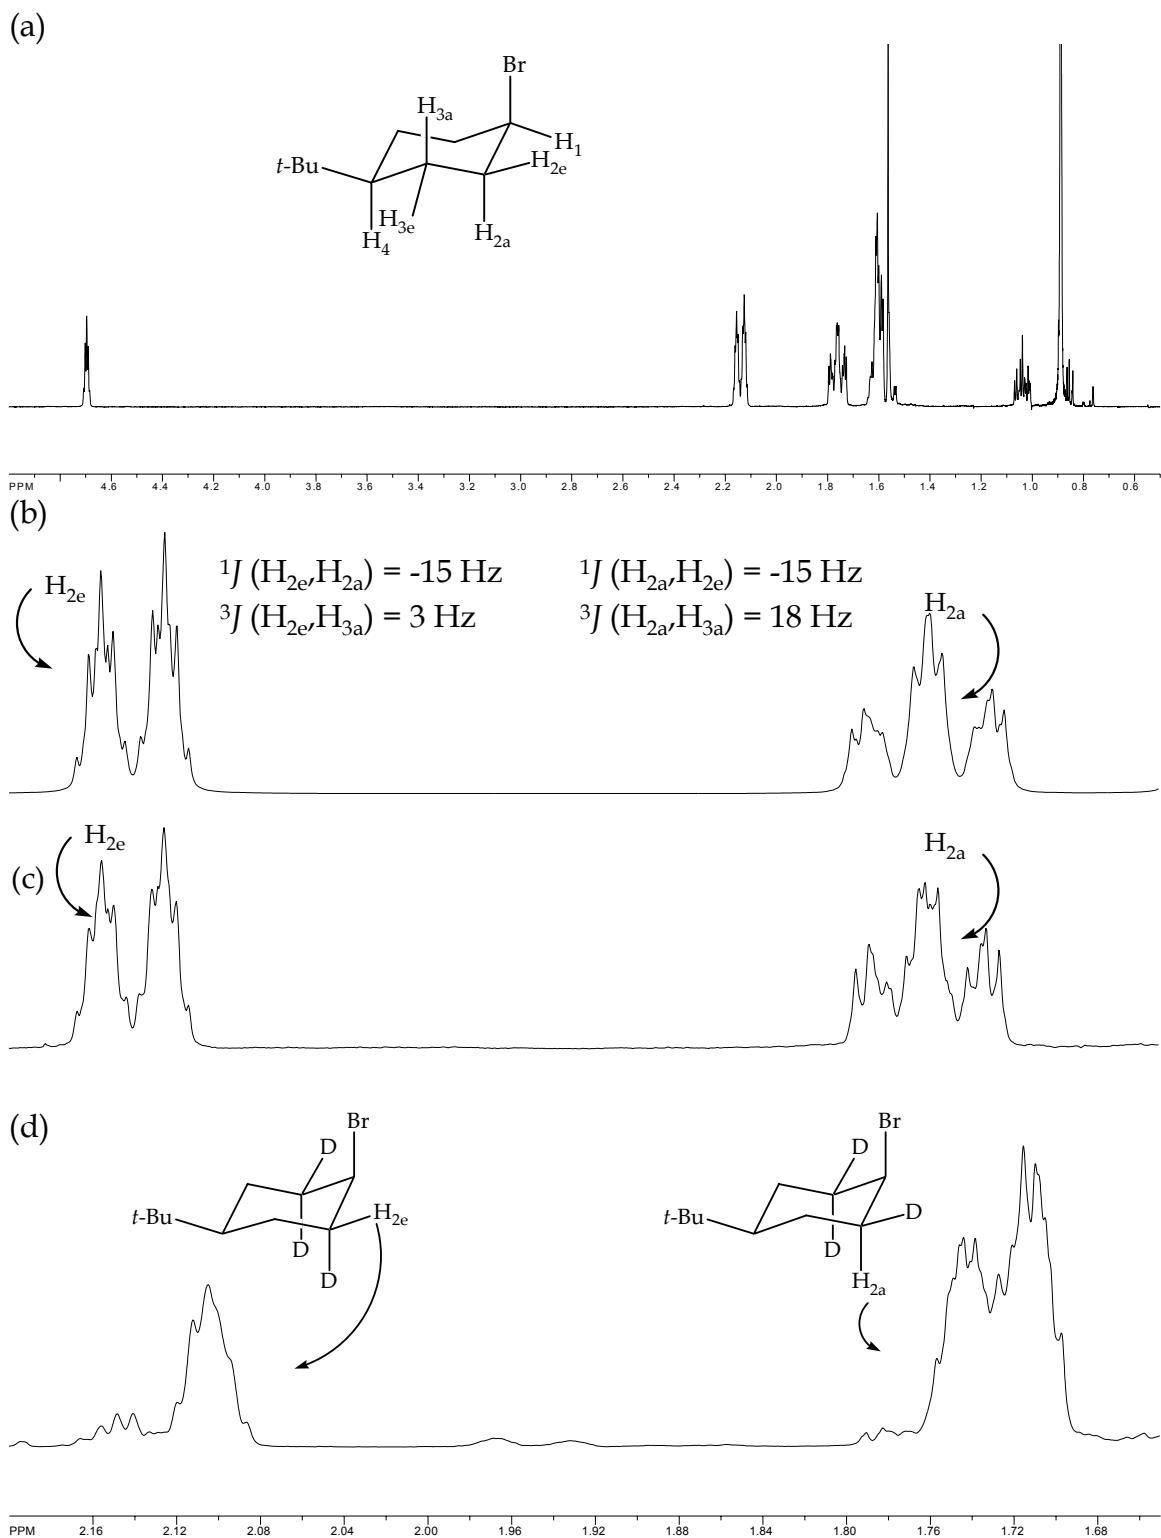 (a)
Br
H3a
H1
H2e
t-Bu
H3e
H4
H2a
PPM 4.6 4.4 4.2 4.0 3.8 3.6 3.4 3.2 3.0 2.8 2.6 2.4 2.2 2.0 1.8 1.6 1.4 1.2 1.0 0.8 0.6
(b)
H2e
¹J (H2e,H2a) = -15 Hz ¹J (H2a,H2e) = -15 Hz
³J (H2e,H3a) = 3 Hz ³J (H2a,H3a) = 18 Hz
H2a
H2e
H2a
(c)
(d)
Br
D
t-Bu
H2e
D
D
Br
D
t-Bu
D
D
H2a
PPM 2.16 2.12 2.08 2.04 2.00 1.96 1.92 1.88 1.84 1.80 1.76 1.72 1.68